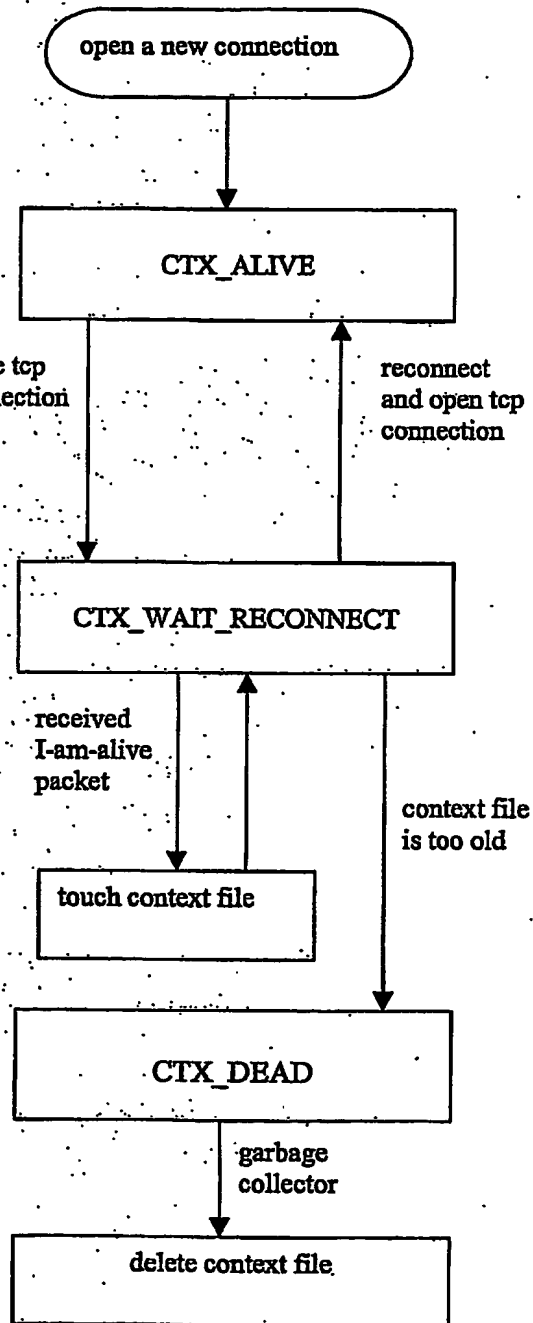 open a new connection
CTX_ALIVE
tcp
reconnect
and open tcp
connection
CTX_WAIT_RECONNECT
received
I-am-alive
packet
context file
is too old
touch context file
CTX_DEAD
garbage
collector
delete context file